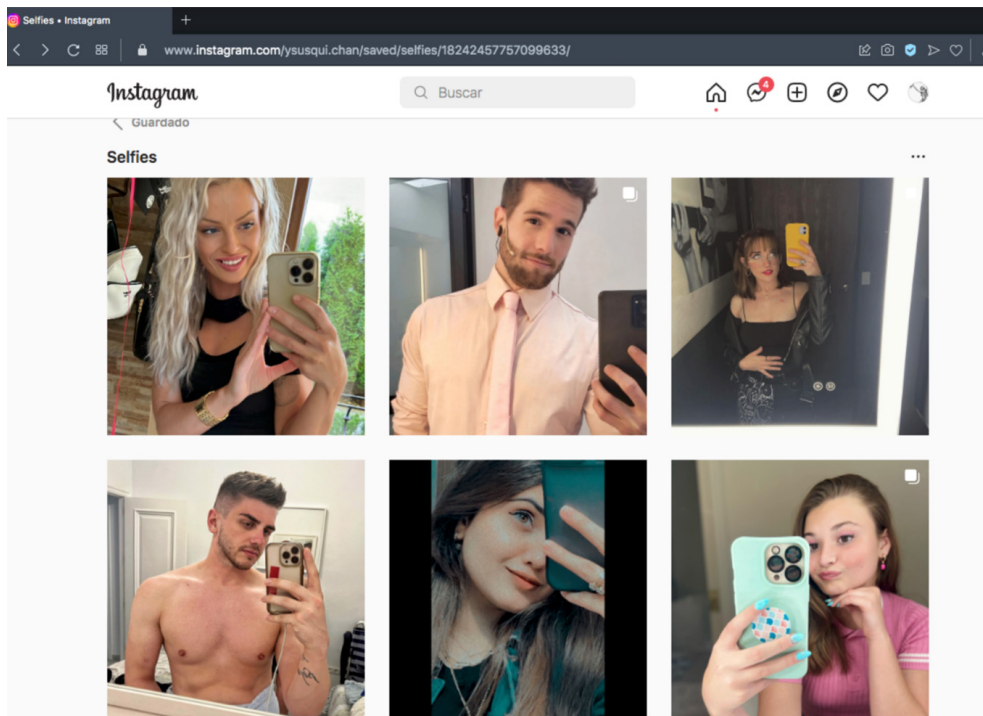 Selfies • Instagram
www.instagram.com/ysusqui.chan/saved/selfies/18242457757099633/
Instagram
Buscar
4
Guardado
Selfies